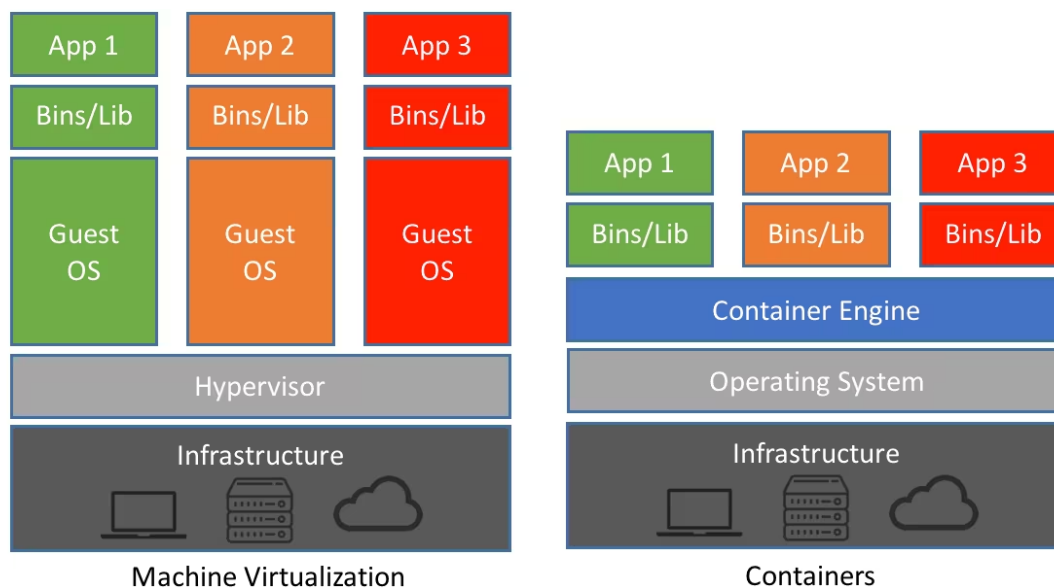 App 1
App 2
App 3
Bins/Lib
Bins/Lib
Bins/Lib
Guest
OS
Guest
OS
Guest
OS
Hypervisor
Infrastructure
Machine Virtualization
App 1
App 2
App 3
Bins/Lib
Bins/Lib
Bins/Lib
Container Engine
Operating System
Infrastructure
Containers